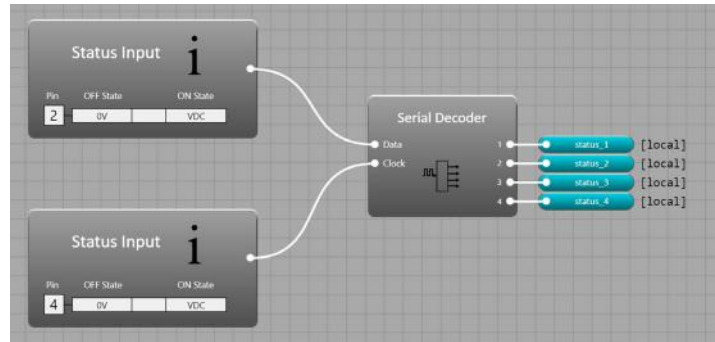 Status Input i
Pin OFF State ON State
2 0V VDC
Serial Decoder
Data 1 status_1 [local]
Clock 2 status_2 [local]
3 status_3 [local]
4 status_4 [local]
Status Input i
Pin OFF State ON State
4 0V VDC